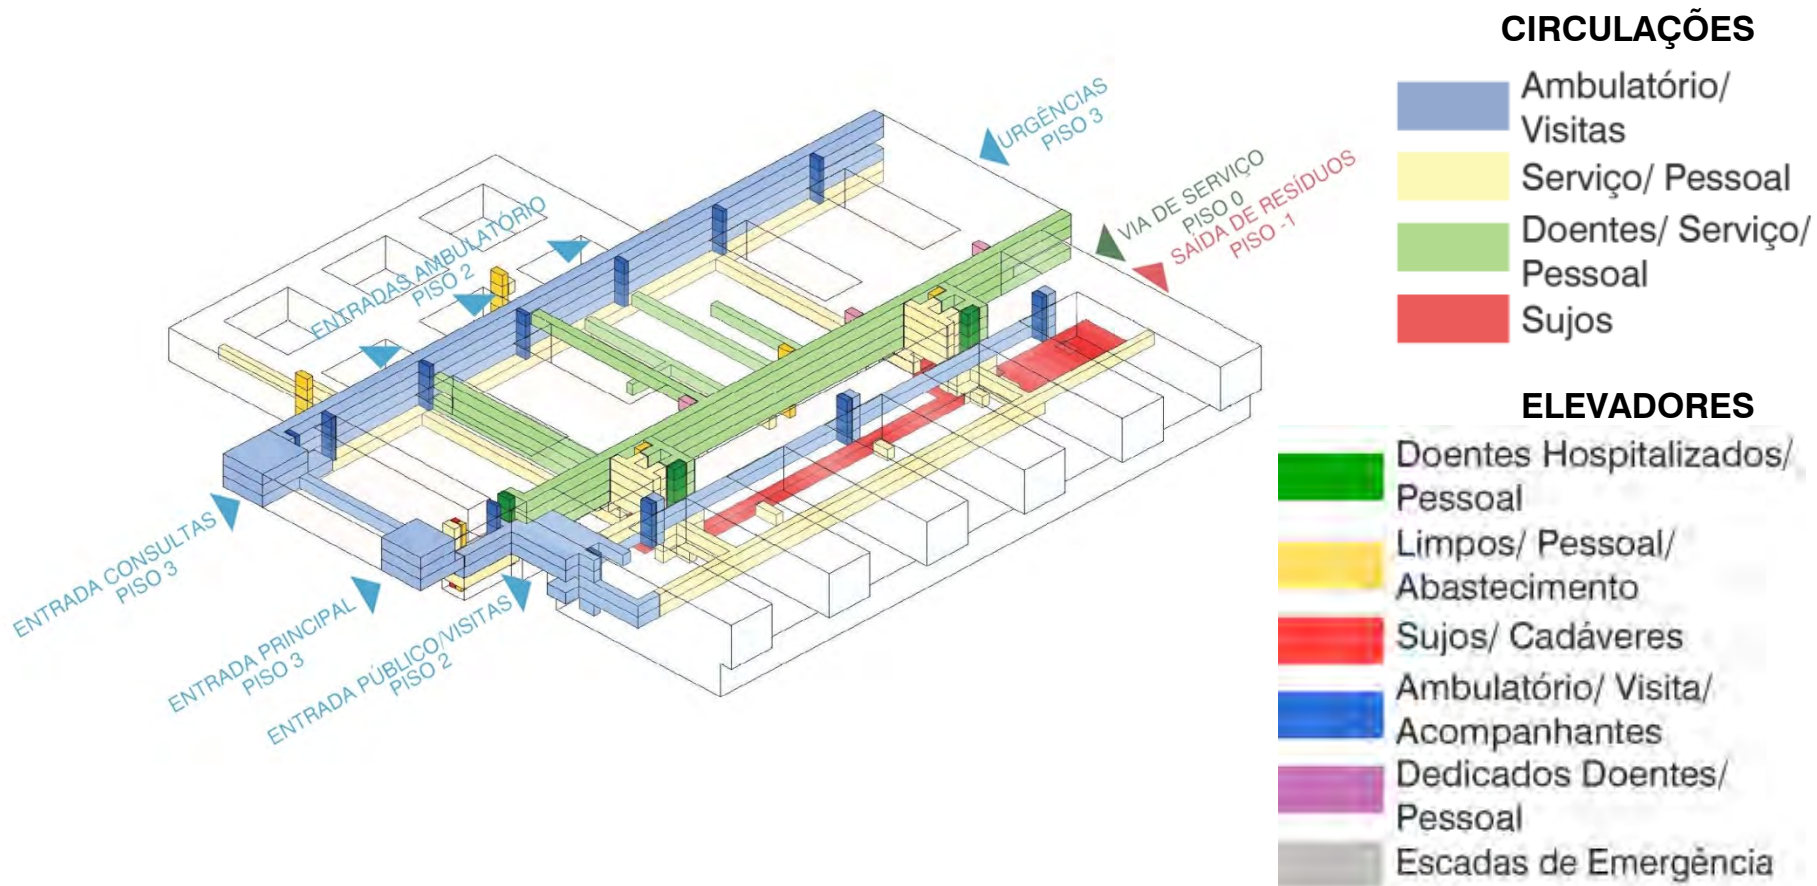 CIRCULAÇÕES
Ambulatório/
Visitas
Serviço/ Pessoal
Doentes/ Serviço/
Pessoal
Sujos
ELEVADORES
Doentes Hospitalizados/
Pessoal
Limpos/ Pessoal/
Abastecimento
Sujos/ Cadáveres
Ambulatório/ Visita/
Acompanhantes
Dedicados Doentes/
Pessoal
Escadas de Emergência
URGÊNCIAS
PISO 3
VIA DE SERVIÇO
PISO 0
SAÍDA DE RESÍDUOS
PISO -1
ENTRADAS AMBULATÓRIO
PISO 2
ENTRADA CONSULTAS
PISO 3
ENTRADA PRINCIPAL
PISO 3
ENTRADA PÚBLICO/VISITAS
PISO 2